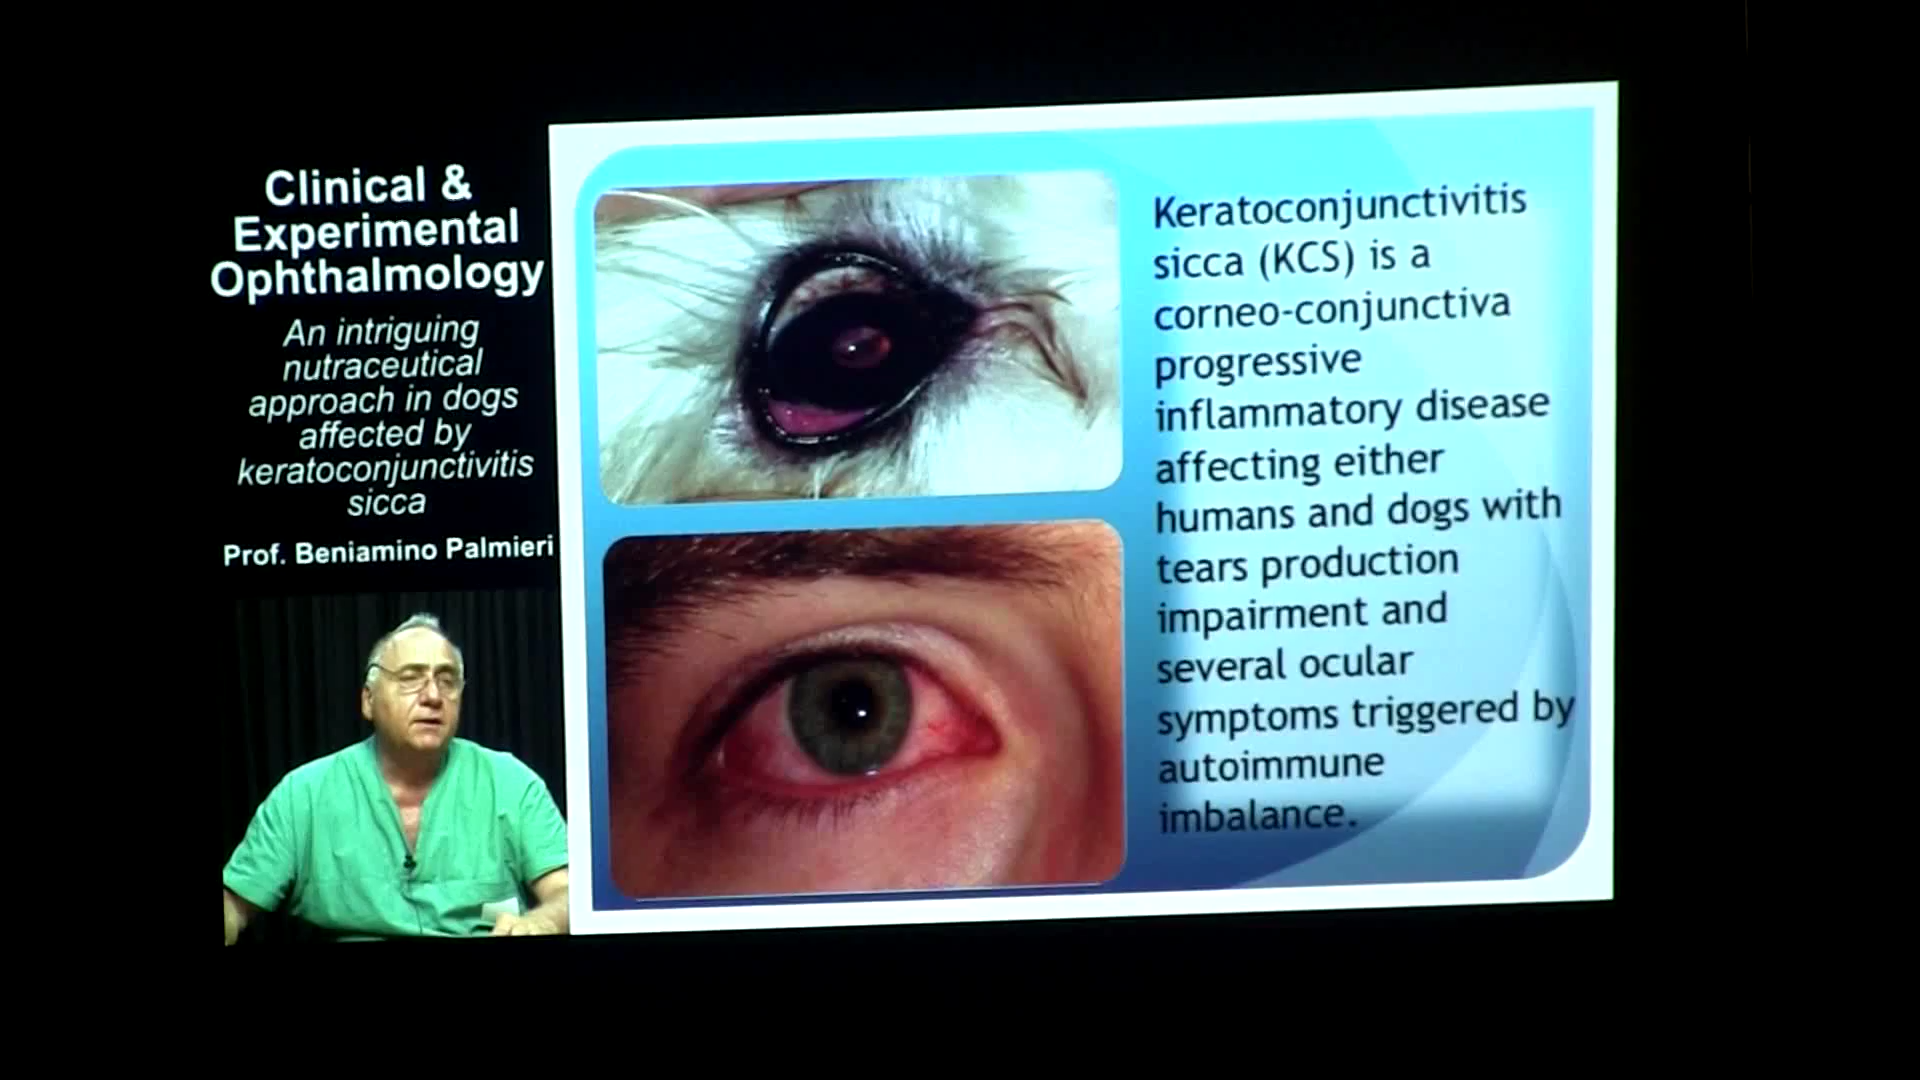 Clinical &
Experimental
Ophthalmology
An intriguing
nutraceutical
approach in dogs
affected by
keratoconjunctivitis
sicca
Prof. Beniamino Palmieri
Keratoconjunctivitis
sicca (KCS) is a
corneo-conjunctiva
progressive
inflammatory disease
affecting either
humans and dogs with
tears production
impairment and
several ocular
symptoms triggered by
autoimmune
imbalance.